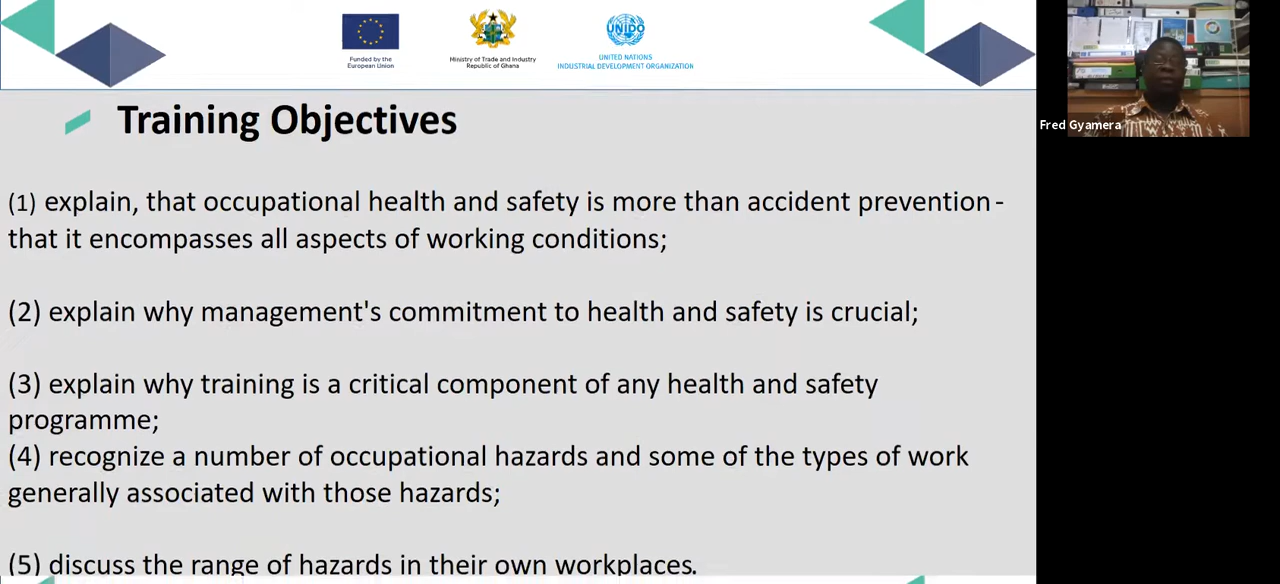 Funded by the
European Union
Ministry of Trade and Industry
Republic of Ghana
UNIDO
UNITED NATIONS
INDUSTRIAL DEVELOPMENT ORGANIZATION
Fred Gyamera
Training Objectives
(1) explain, that occupational health and safety is more than accident prevention -
that it encompasses all aspects of working conditions;
(2) explain why management's commitment to health and safety is crucial;
(3) explain why training is a critical component of any health and safety
programme;
(4) recognize a number of occupational hazards and some of the types of work
generally associated with those hazards;
(5) discuss the range of hazards in their own workplaces.